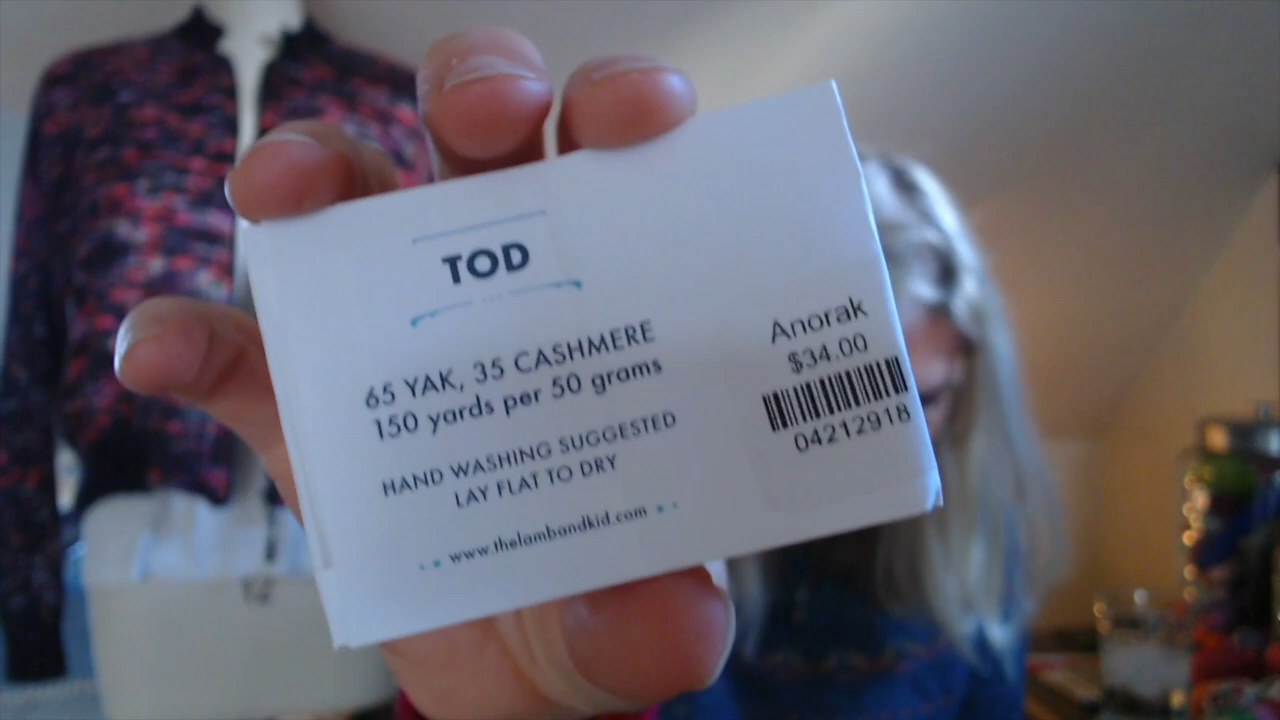 TOD
65 YAK, 35 CASHMERE
150 yards per 50 grams
HAND WASHING SUGGESTED
LAY FLAT TO DRY
www.thelambandkid.com
Anorak
$34.00
04212918